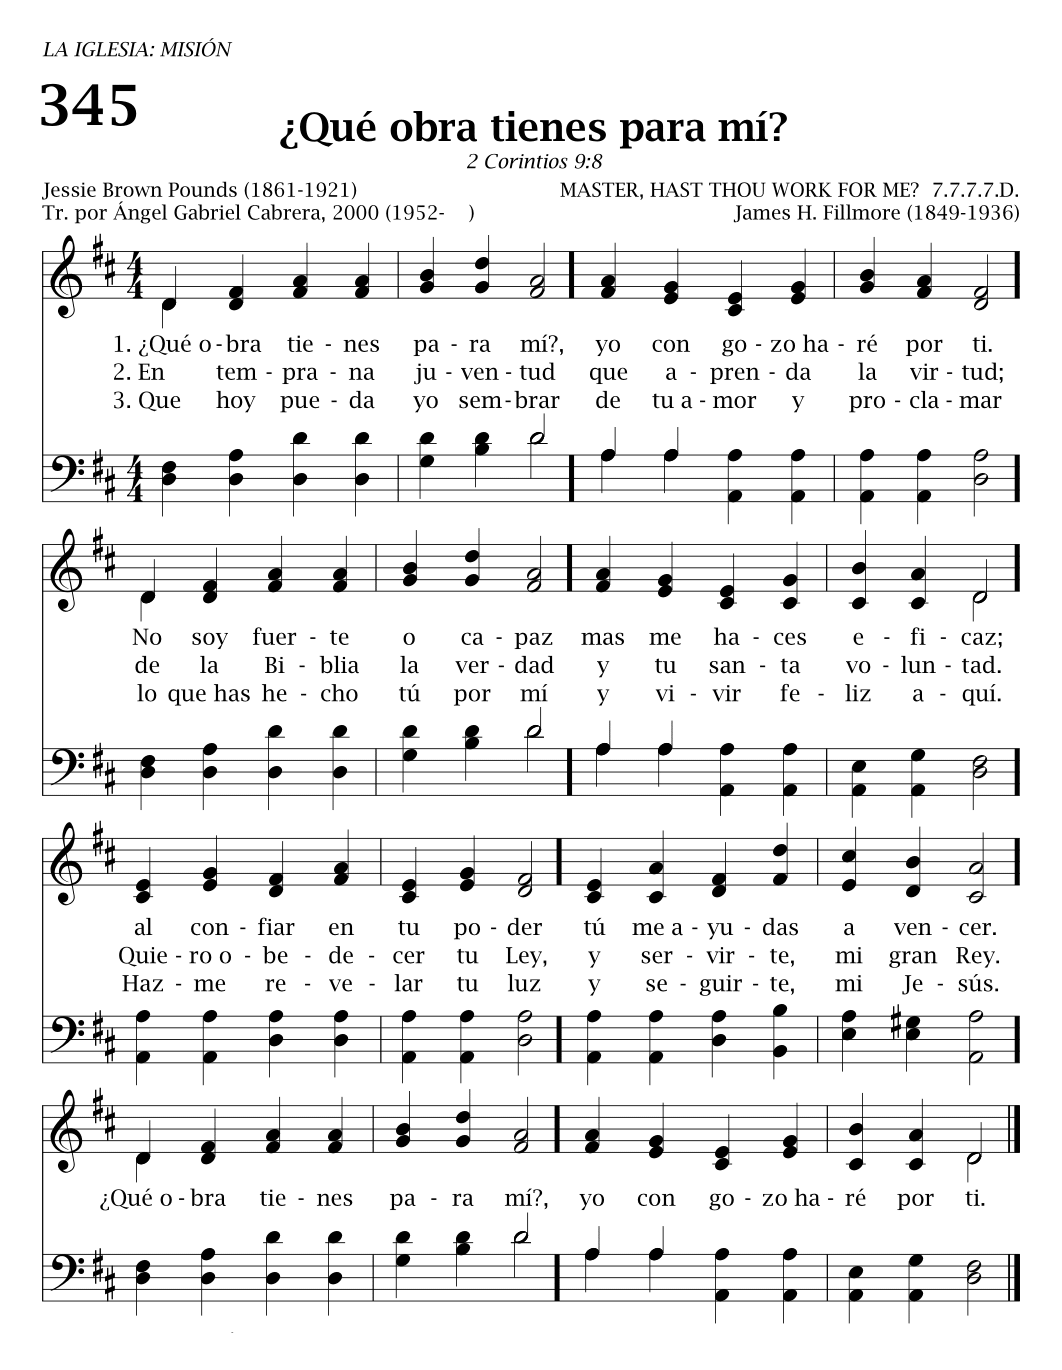 LA IGLESIA: MISIÓN
345
¿Qué obra tienes para mí?
2 Corintios 9:8
Jessie Brown Pounds (1861-1921)
MASTER, HAST THOU WORK FOR ME? 7.7.7.7.D.
Tr. por Ángel Gabriel Cabrera, 2000 (1952- )
James H. Fillmore (1849-1936)
4 4
1. ¿Qué o - bra tie - nes pa - ra mí?, yo con go - zo ha - ré por ti.
2. En tem - pra - na ju - ven - tud que a - pren - da la vir - tud;
3. Que hoy pue - da yo sem - brar de tu a - mor y pro - cla - mar
4 4
No soy fuer - te o ca - paz mas me ha - ces e - fi - caz;
de la Bi - blia la ver - dad y tu san - ta vo - lun - tad.
lo que has he - cho tú por mí y vi - vir fe - liz a - quí.
al con - fiar en tu po - der tú me a - yu - das a ven - cer.
Quie - ro o - be - de - cer tu Ley, y ser - vir - te, mi gran Rey.
Haz - me re - ve - lar tu luz y se - guir - te, mi Je - sús.
¿Qué o - bra tie - nes pa - ra mí?, yo con go - zo ha - ré por ti.